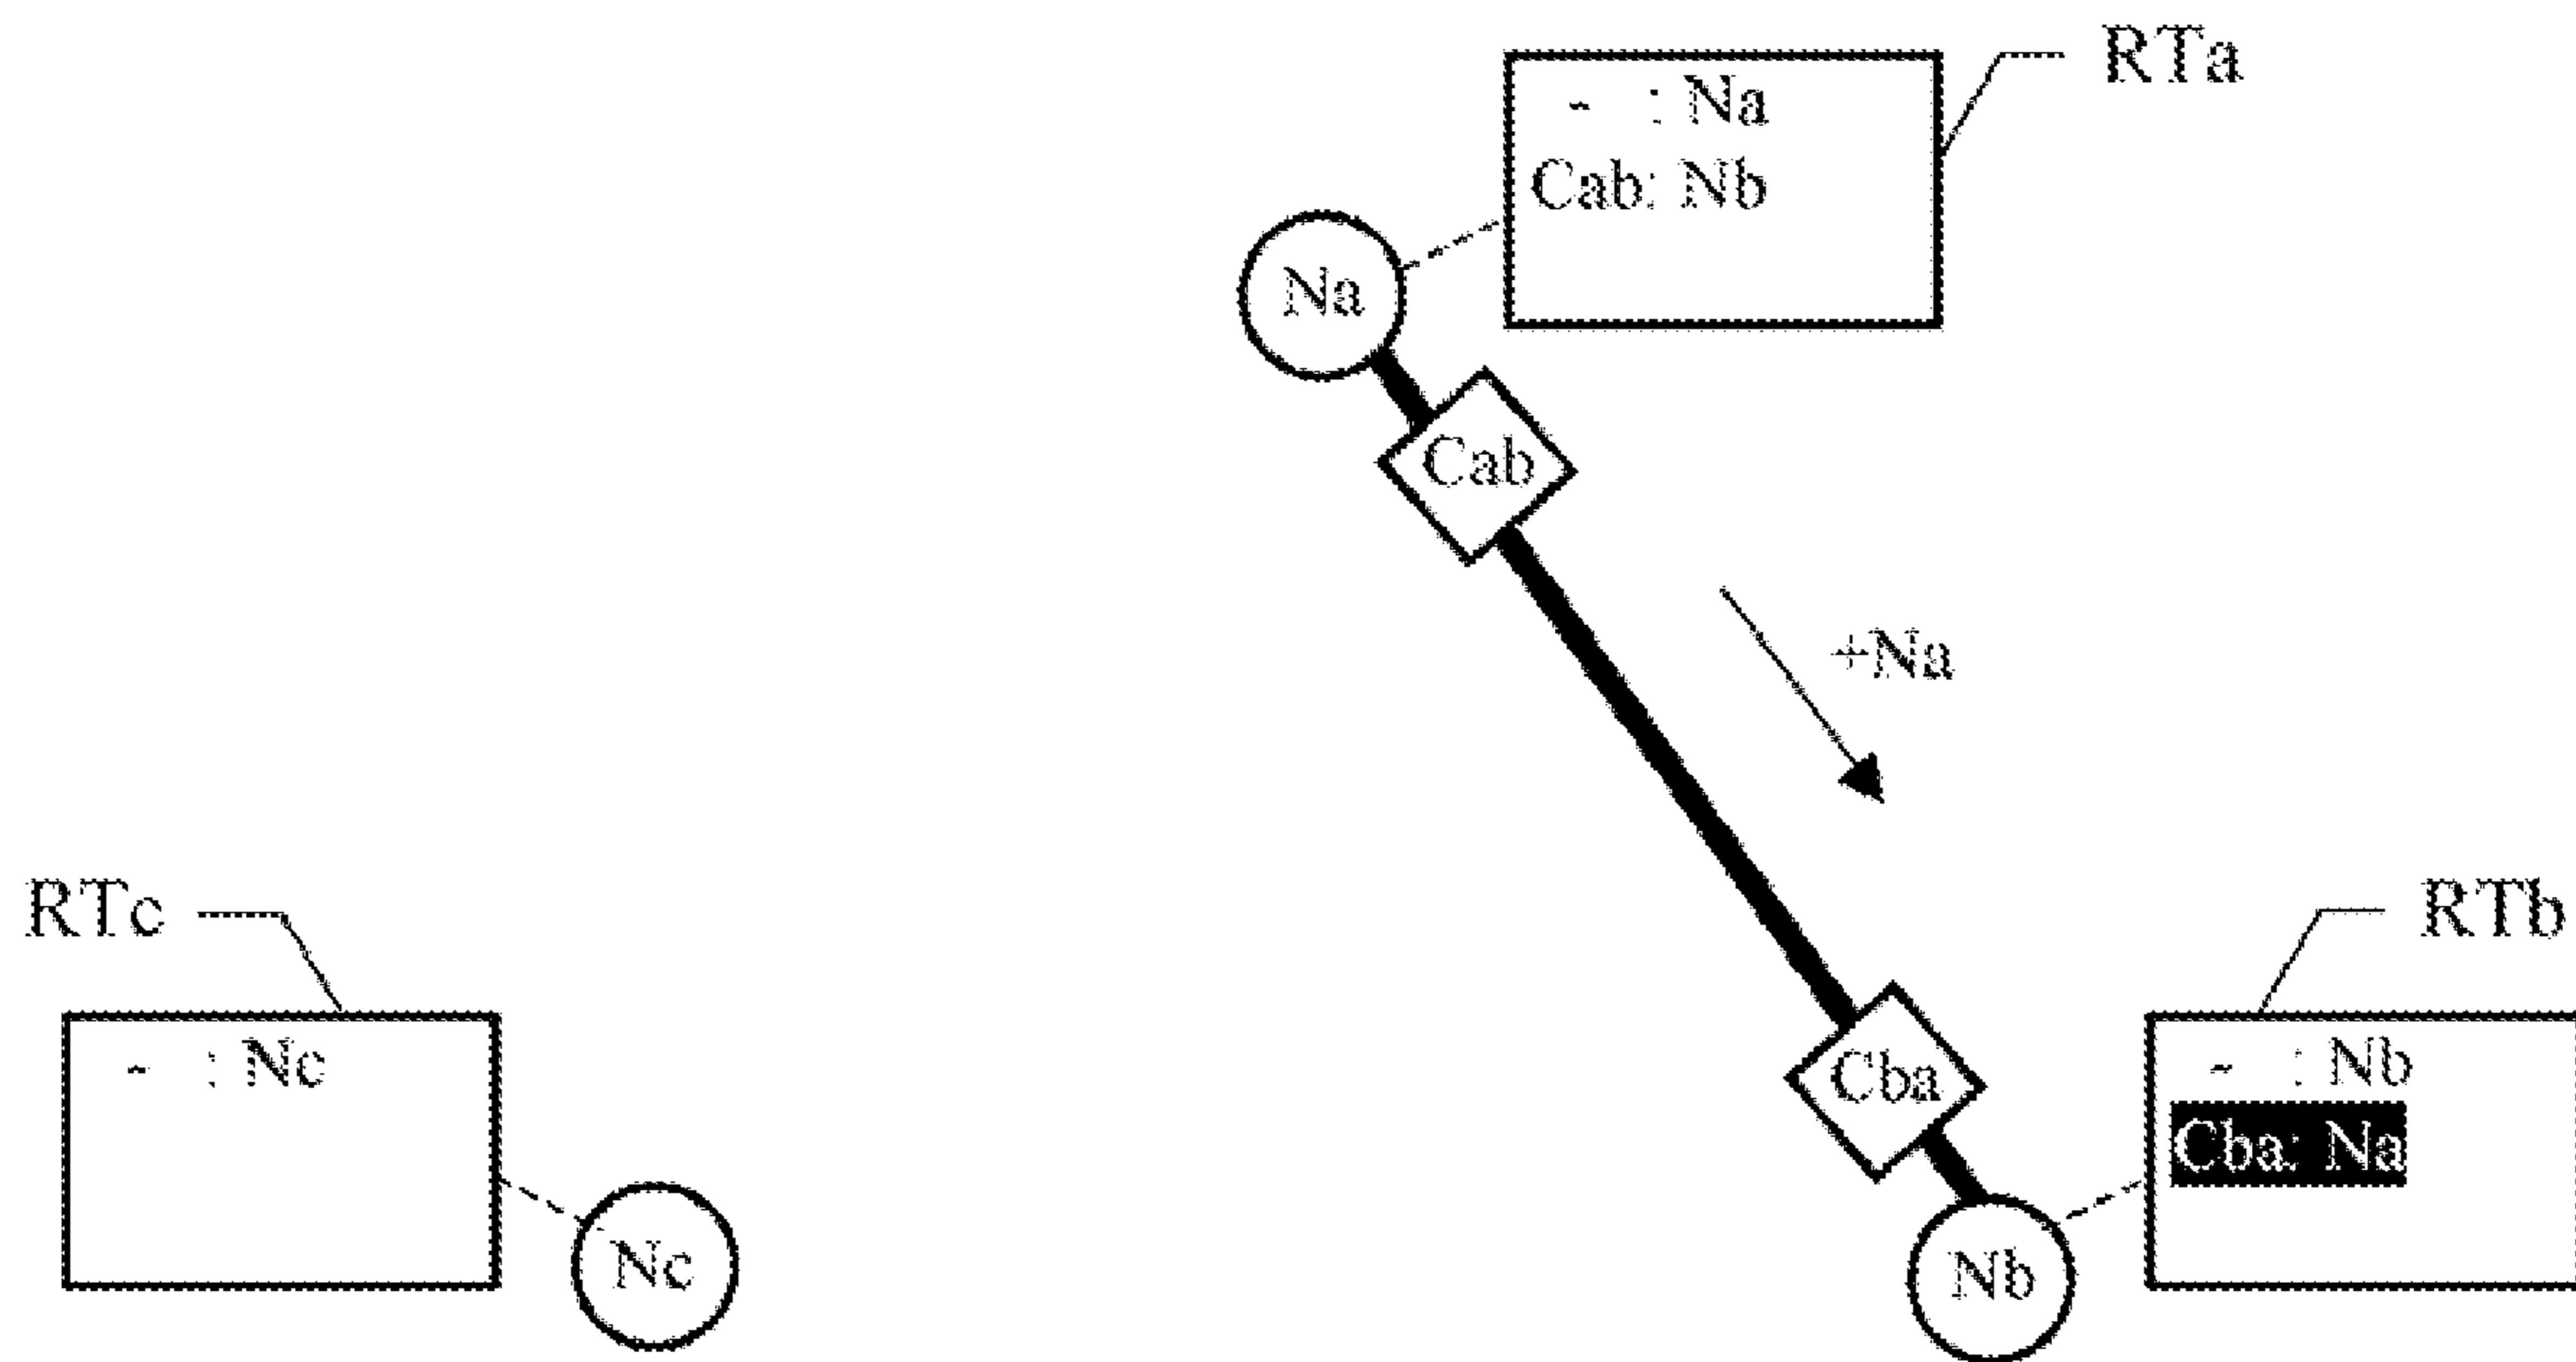 RTa
- : Na
Cab: Nb
Na
Cab
+Na
RTc
RTb
- : Nc
- : Nb
Cba
Cba: Na
Nc
Nb